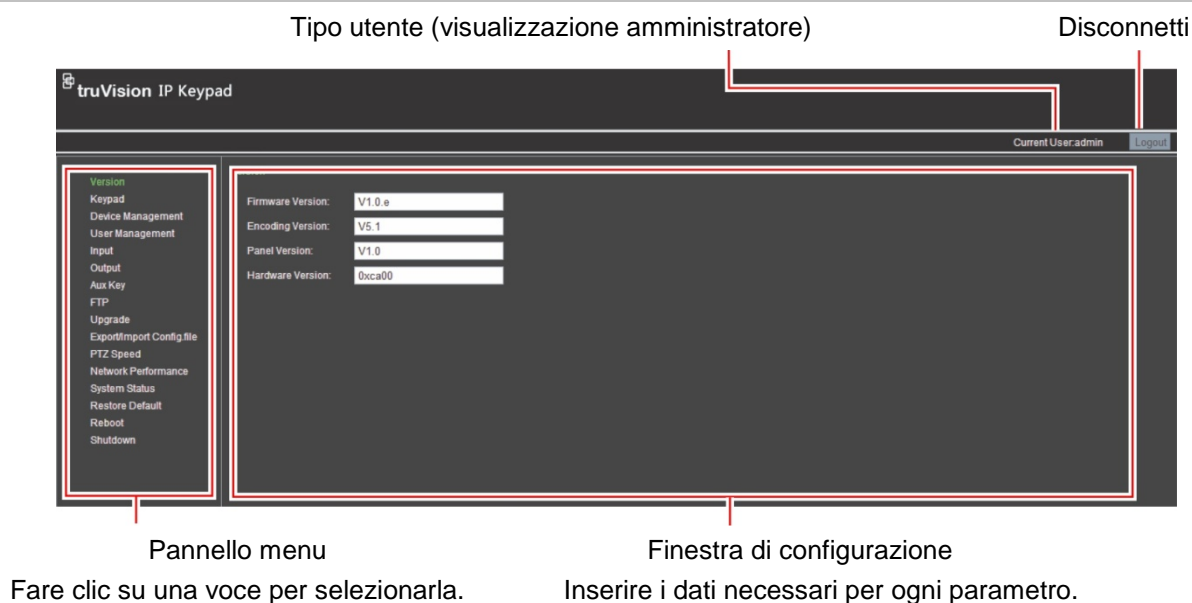 Tipo utente (visualizzazione amministratore)
Disconnetti
truVision IP Keypad
Current User:admin
Logout
Version
Keypad
Device Management
User Management
Input
Output
Aux Key
FTP
Upgrade
Export/Import Config.file
PTZ Speed
Network Performance
System Status
Restore Default
Reboot
Shutdown
Firmware Version: V1.0.e
Encoding Version: V5.1
Panel Version: V1.0
Hardware Version: 0xca00
Pannello menu
Fare clic su una voce per selezionarla.
Finestra di configurazione
Inserire i dati necessari per ogni parametro.